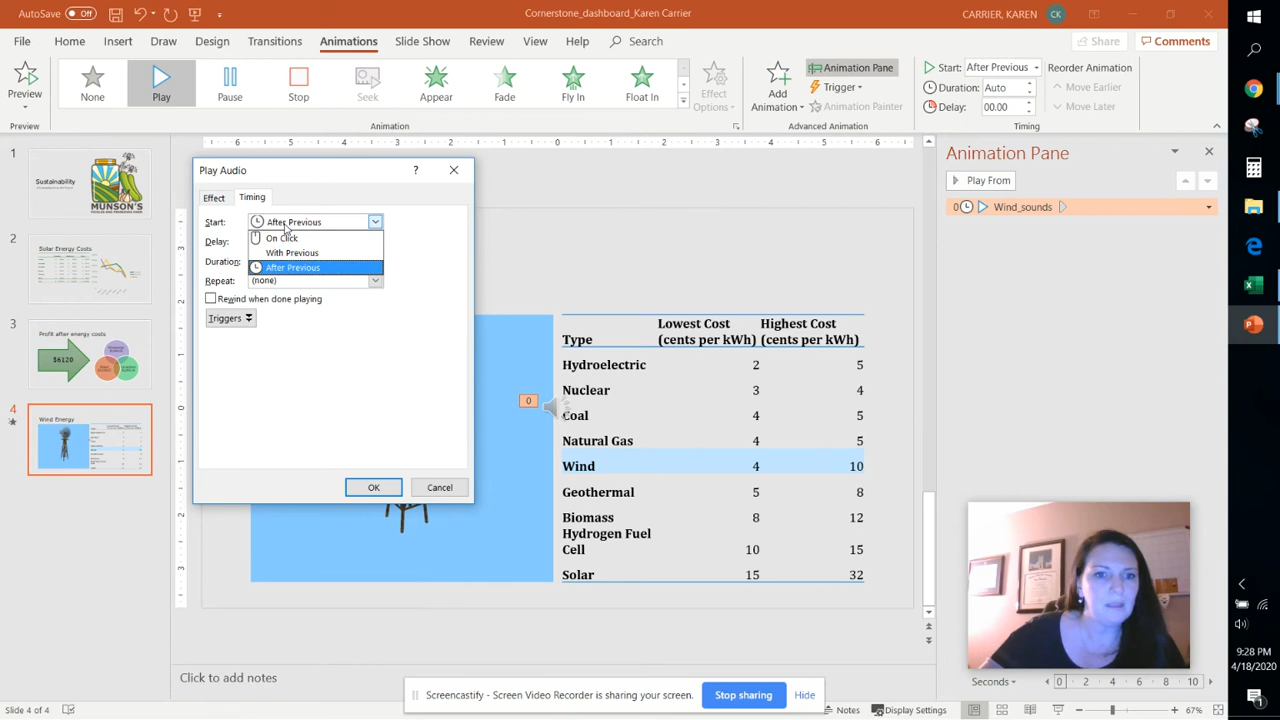 AutoSave Off Cornerstone_dashboard_Karen Carrier CARRIER, KAREN CK
File Home Insert Draw Design Transitions Animations Slide Show Review View Help Search Share Comments
Preview None Play Pause Stop Seek Appear Fade Fly In Float In Effect Options Add Animation Animation Pane Trigger Animation Painter Start: After Previous Duration: Auto Delay: 00.00 Reorder Animation Move Earlier Move Later
Preview Animation Advanced Animation Timing
1
Sustainability
MUNSON'S
2
Solar Energy Costs
3
Profit after energy costs
$6120
4
Wind Energy
Play Audio ?
Effect Timing
Start: After Previous
On Click
Delay:
With Previous
Duration:
After Previous
Repeat: (none)
Rewind when done playing
Triggers
OK Cancel
0
Type Lowest Cost (cents per kWh) Highest Cost (cents per kWh)
Hydroelectric 2 5
Nuclear 3 4
Coal 4 5
Natural Gas 4 5
Wind 4 10
Geothermal 5 8
Biomass 8 12
Hydrogen Fuel Cell 10 15
Solar 15 32
Animation Pane
Play From
0 Wind_sounds
Seconds 0 2 4 6 8 10
Click to add notes
Screencastify - Screen Video Recorder is sharing your screen. Stop sharing Hide
Slide 4 of 4 Notes Display Settings 67%
9:28 PM
4/18/2020